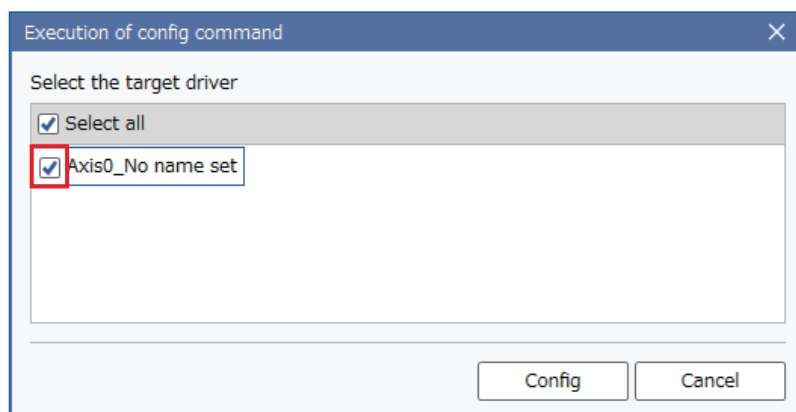 Execution of config command
Select the target driver
Select all
Axis0_No name set
Config
Cancel